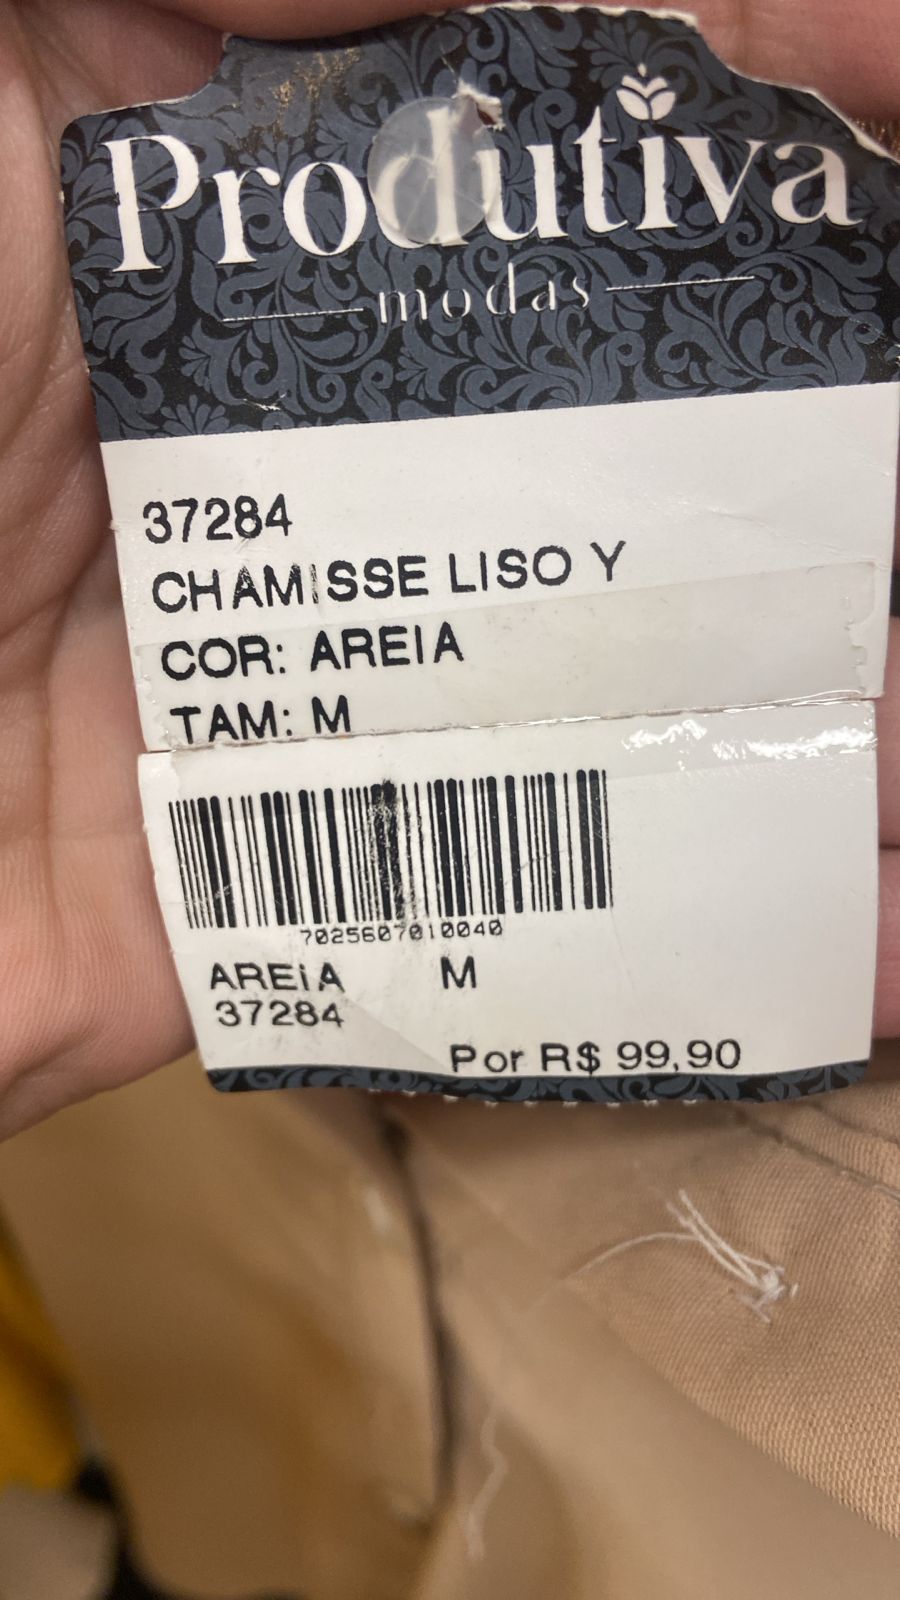 Produtiva
modas
37284
CHAMISSE LISO Y
COR: AREIA
TAM: M
7025607010040
AREIA M
37284
Por R$ 99,90